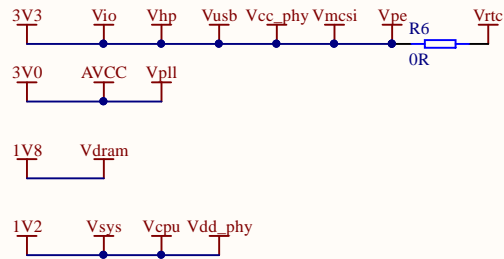 3V3 Vio Vhp Vusb Vcc_phy Vmcsi Vpe R6 Vrtc
0R
3V0 AVCC Vpll
1V8 Vdram
1V2 Vsys Vcpu Vdd_phy